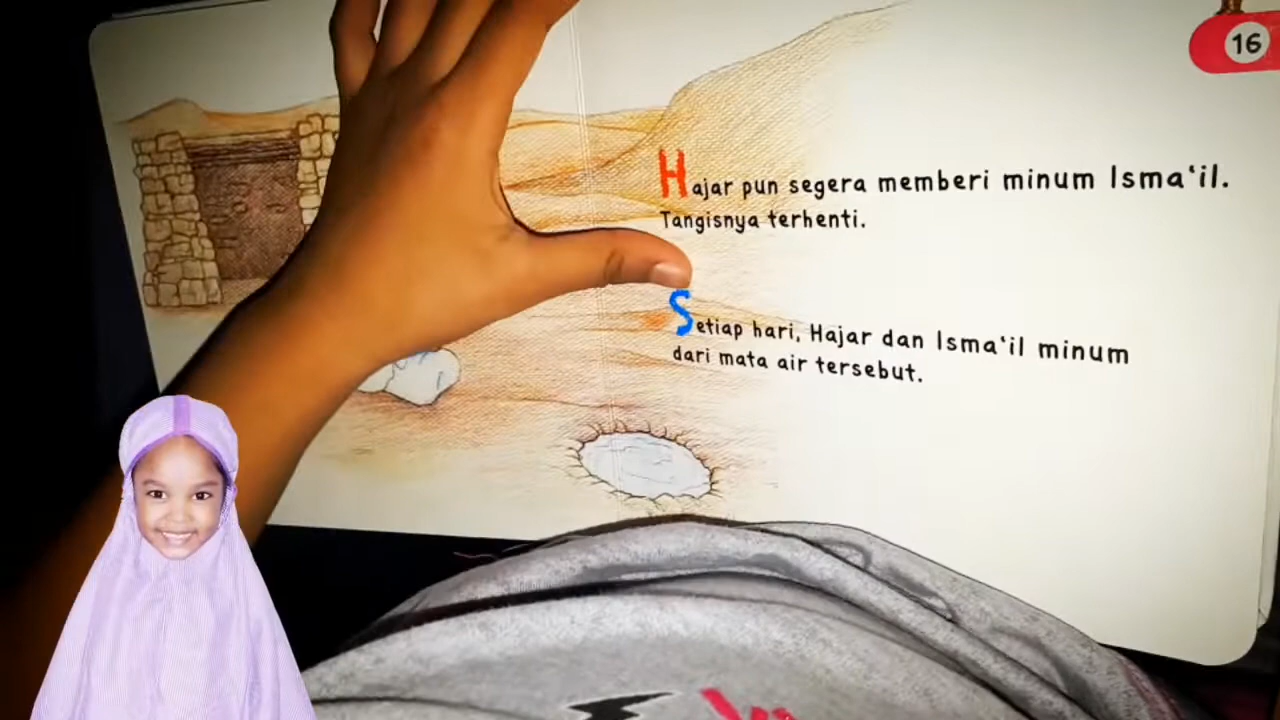 16
Hajar pun segera memberi minum Isma‘il.
Tangisnya terhenti.
Setiap hari, Hajar dan Isma‘il minum
dari mata air tersebut.